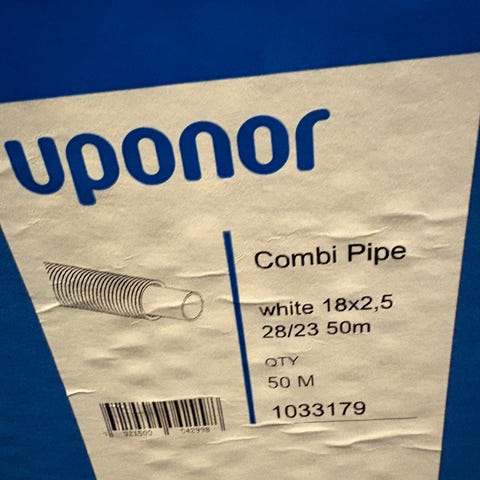 uponor
Combi Pipe
white 18x2,5
28/23 50m
QTY
50 M
1033179